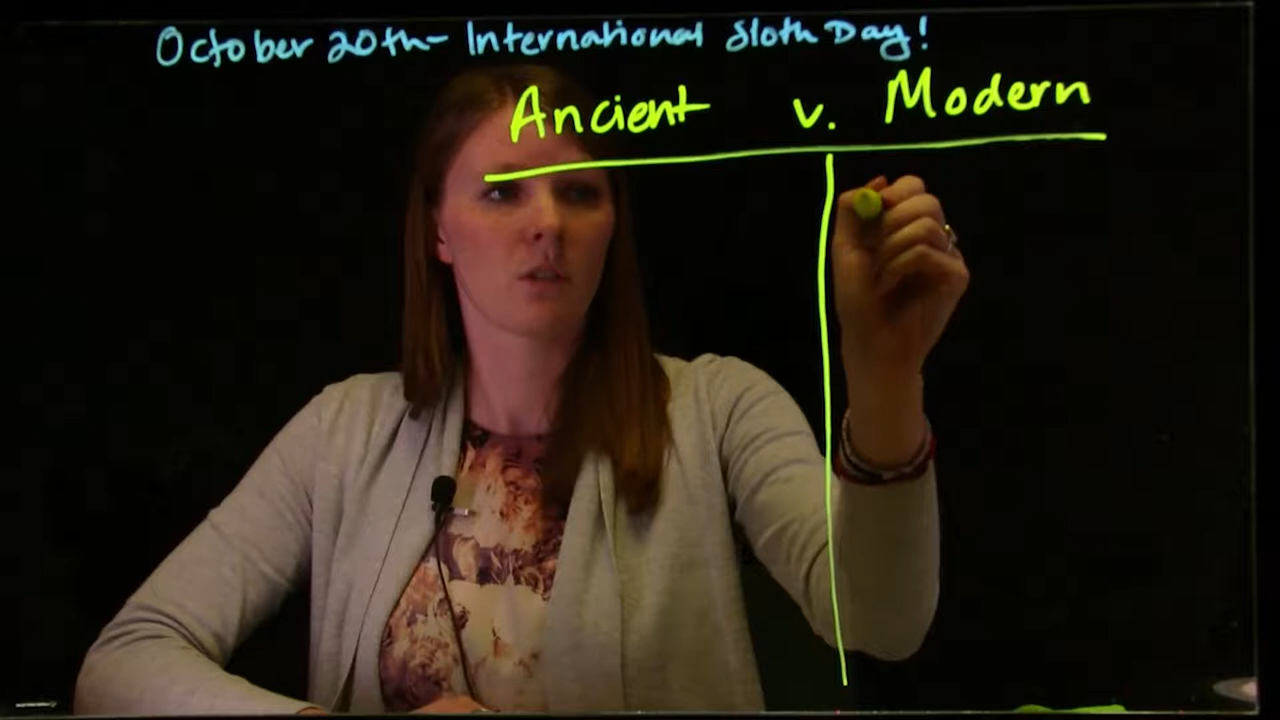 October 20th- International Sloth Day!
Ancient v. Modern